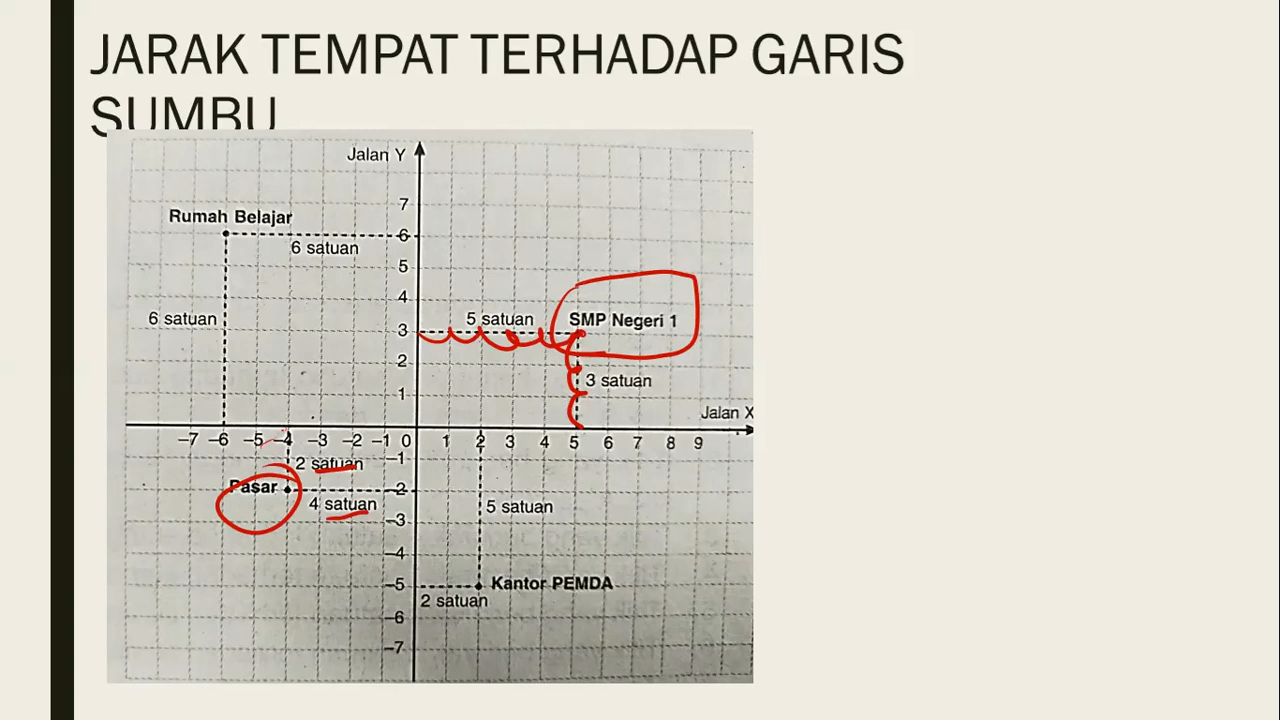 JARAK TEMPAT TERHADAP GARIS
SUMBU
Jalan Y
7
Rumah Belajar
6
6 satuan
5
4
6 satuan
5 satuan
SMP Negeri 1
3
2
3 satuan
1
Jalan X
–7 –6 –5 –4 –3 –2 –1 0 1 2 3 4 5 6 7 8 9
2 satuan
–1
Pasar
–2
4 satuan
5 satuan
–3
–4
–5
Kantor PEMDA
2 satuan
–6
–7